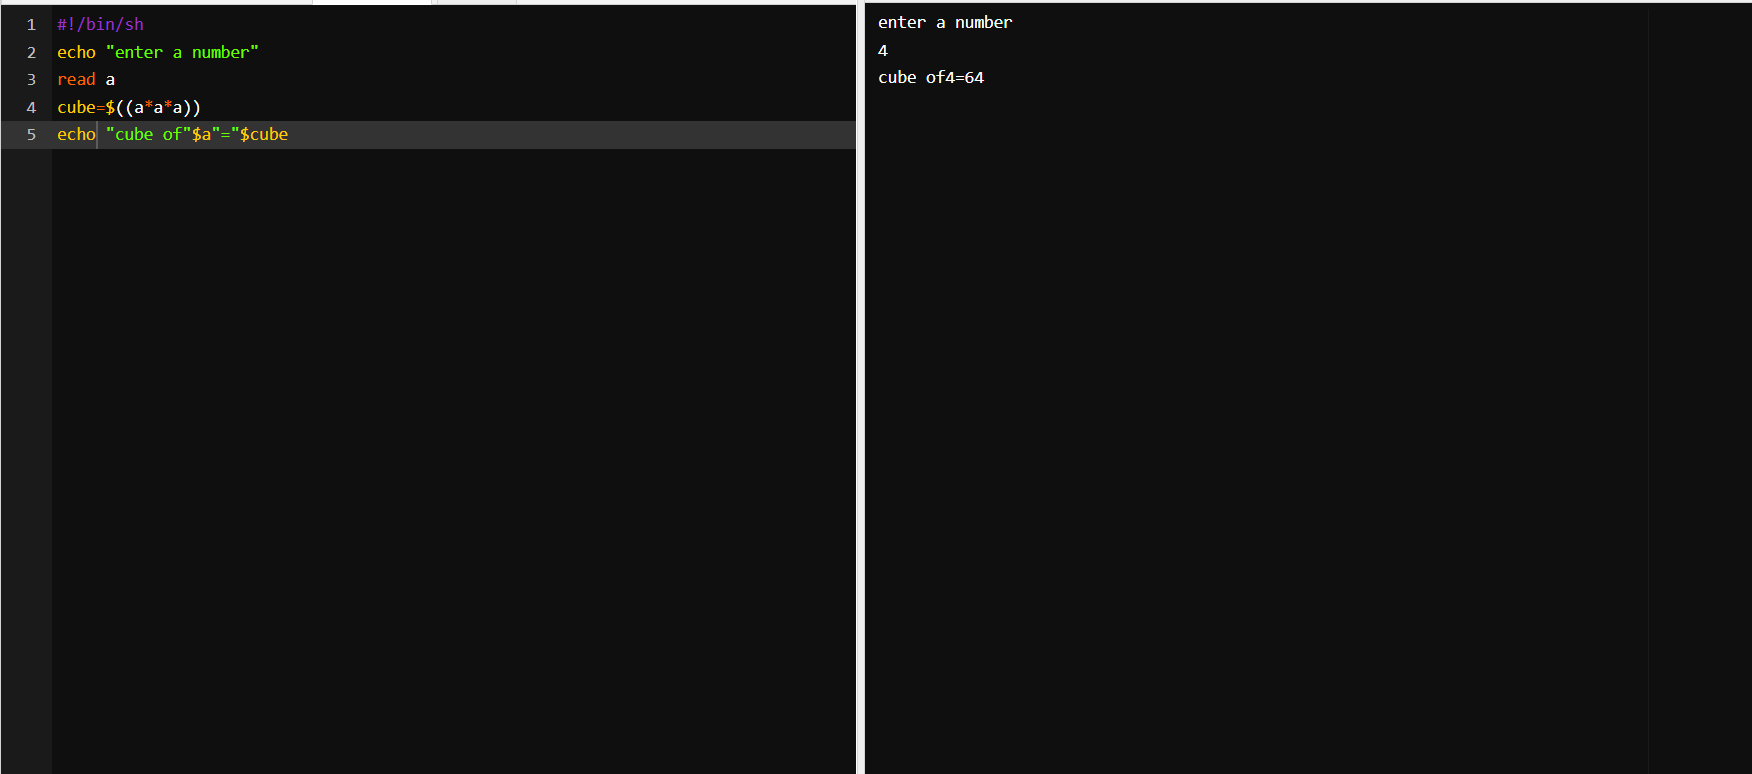 1 #!/bin/sh
2 echo "enter a number"
3 read a
4 cube=$((a*a*a))
5 echo "cube of"$a"="$cube
enter a number
4
cube of4=64